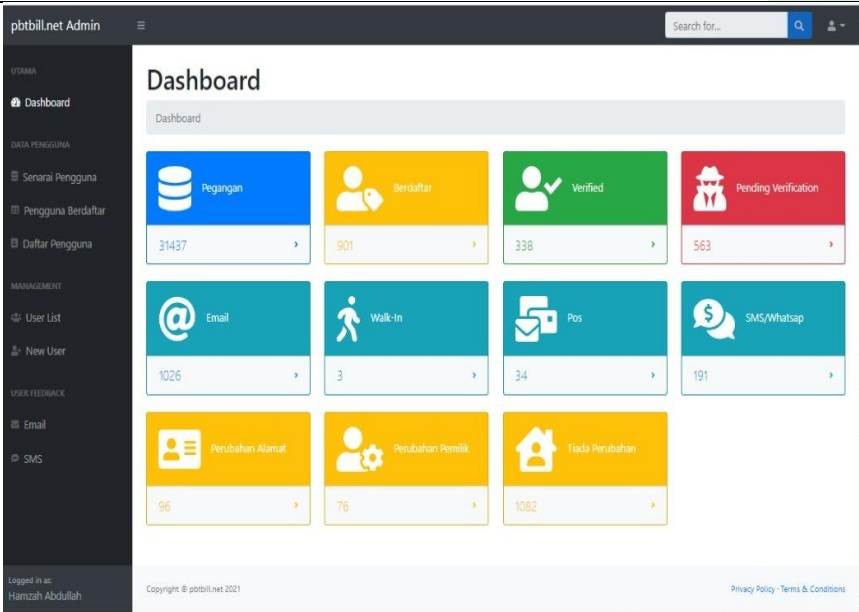 pbtbill.net Admin
Search for...
UTAMA
Dashboard
DATA PENGGUNA
Senarai Pengguna
Pengguna Berdaftar
Daftar Pengguna
MANAGEMENT
User List
New User
USER FEEDBACK
Email
SMS
Logged in as:
Hamzah Abdullah
Dashboard
Dashboard
Pegangan
31437
Berdaftar
901
Verified
338
Pending Verification
563
Email
1026
Walk-In
3
Pos
34
SMS/Whatsap
191
Perubahan Alamat
96
Perubahan Pemilik
76
Tiada Perubahan
1082
Copyright © pbtbill.net 2021
Privacy Policy · Terms & Conditions